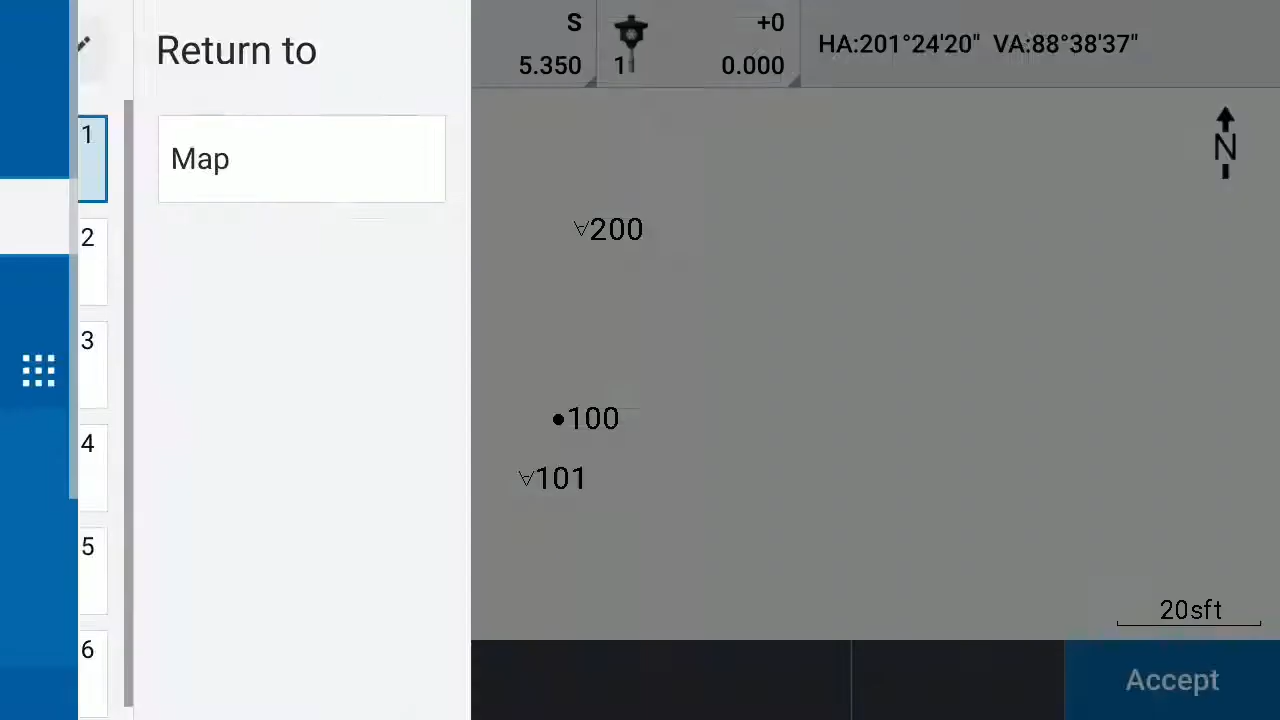 Return to
Map
1
2
3
4
5
6
S
5.350
+0
1
0.000
HA:201°24'20" VA:88°38'37"
N
200
100
101
20sft
Accept